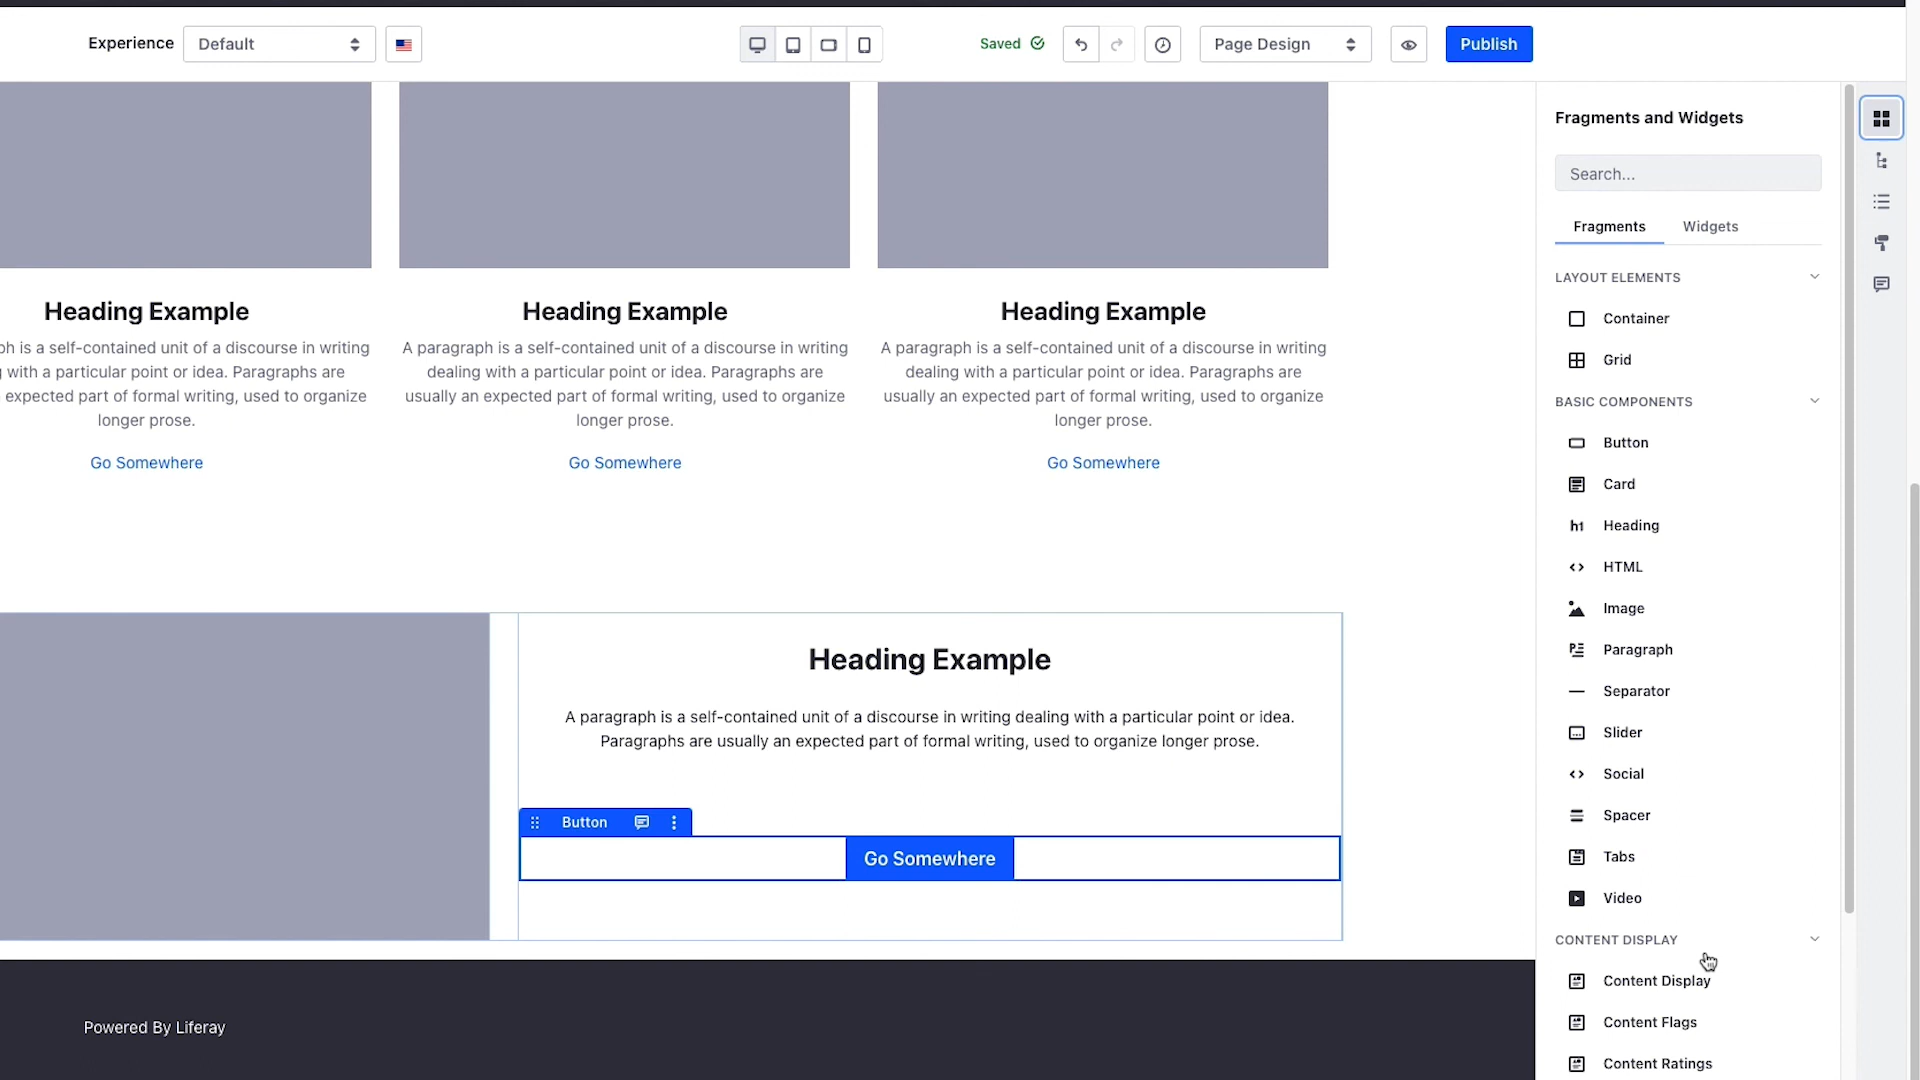 Experience Default Saved Page Design Publish
Heading Example
ph is a self-contained unit of a discourse in writing
g with a particular point or idea. Paragraphs are
expected part of formal writing, used to organize
longer prose.
Go Somewhere
Heading Example
A paragraph is a self-contained unit of a discourse in writing
dealing with a particular point or idea. Paragraphs are
usually an expected part of formal writing, used to organize
longer prose.
Go Somewhere
Heading Example
A paragraph is a self-contained unit of a discourse in writing
dealing with a particular point or idea. Paragraphs are
usually an expected part of formal writing, used to organize
longer prose.
Go Somewhere
Heading Example
A paragraph is a self-contained unit of a discourse in writing dealing with a particular point or idea.
Paragraphs are usually an expected part of formal writing, used to organize longer prose.
Button
Go Somewhere
Powered By Liferay
Fragments and Widgets
Search...
Fragments Widgets
LAYOUT ELEMENTS
Container
Grid
BASIC COMPONENTS
Button
Card
h1 Heading
HTML
Image
Paragraph
Separator
Slider
Social
Spacer
Tabs
Video
CONTENT DISPLAY
Content Display
Content Flags
Content Ratings